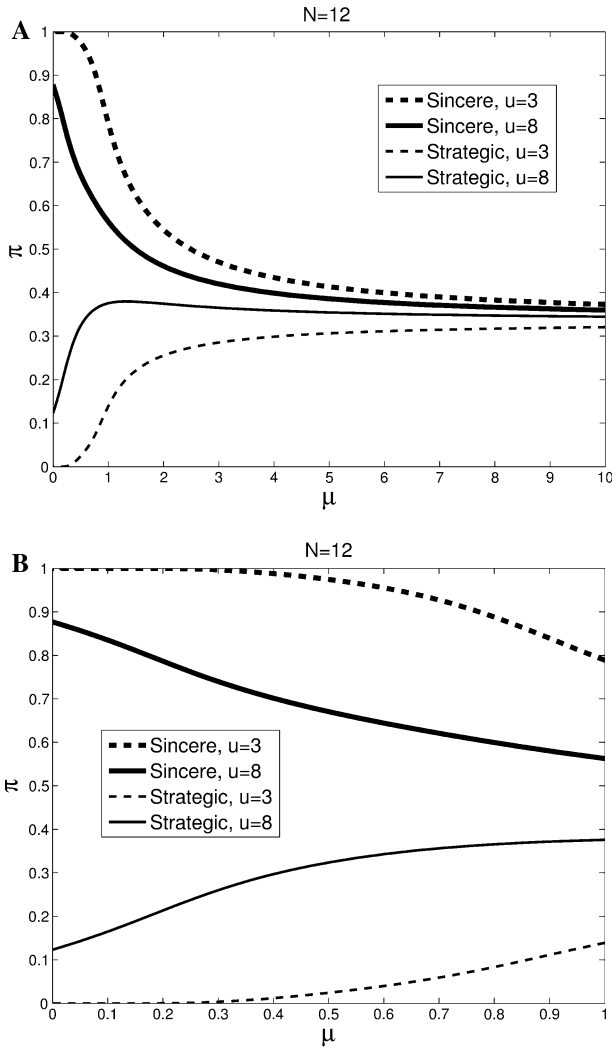 A
N=12
1
0.9
0.8
0.7
0.6
0.5
0.4
0.3
0.2
0.1
0
π
Sincere, u=3
Sincere, u=8
Strategic, u=3
Strategic, u=8
0 1 2 3 4 5 6 7 8 9 10
μ
B
N=12
1
0.9
0.8
0.7
0.6
0.5
0.4
0.3
0.2
0.1
0
π
Sincere, u=3
Sincere, u=8
Strategic, u=3
Strategic, u=8
0 0.1 0.2 0.3 0.4 0.5 0.6 0.7 0.8 0.9 1
μ